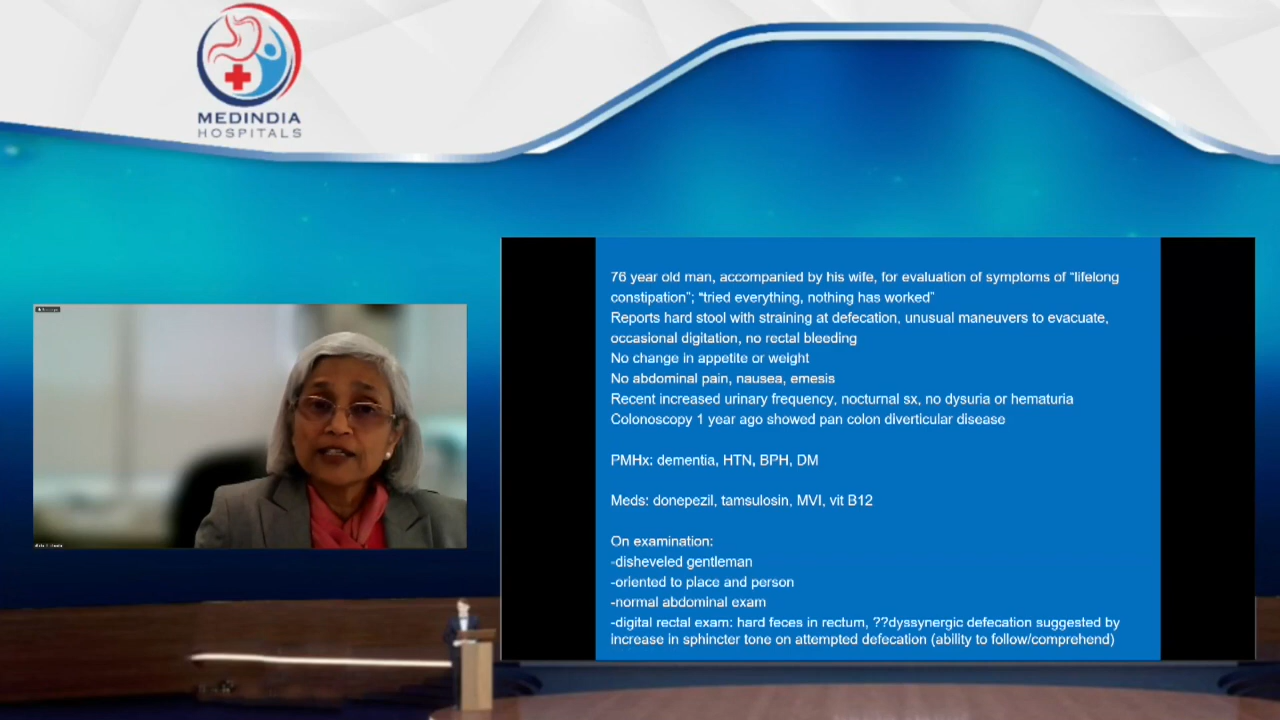 MEDINDIA
HOSPITALS
76 year old man, accompanied by his wife, for evaluation of symptoms of “lifelong
constipation”; “tried everything, nothing has worked”
Reports hard stool with straining at defecation, unusual maneuvers to evacuate,
occasional digitation, no rectal bleeding
No change in appetite or weight
No abdominal pain, nausea, emesis
Recent increased urinary frequency, nocturnal sx, no dysuria or hematuria
Colonoscopy 1 year ago showed pan colon diverticular disease
PMHx: dementia, HTN, BPH, DM
Meds: donepezil, tamsulosin, MVI, vit B12
On examination:
-disheveled gentleman
-oriented to place and person
-normal abdominal exam
-digital rectal exam: hard feces in rectum, ??dyssynergic defecation suggested by
increase in sphincter tone on attempted defecation (ability to follow/comprehend)